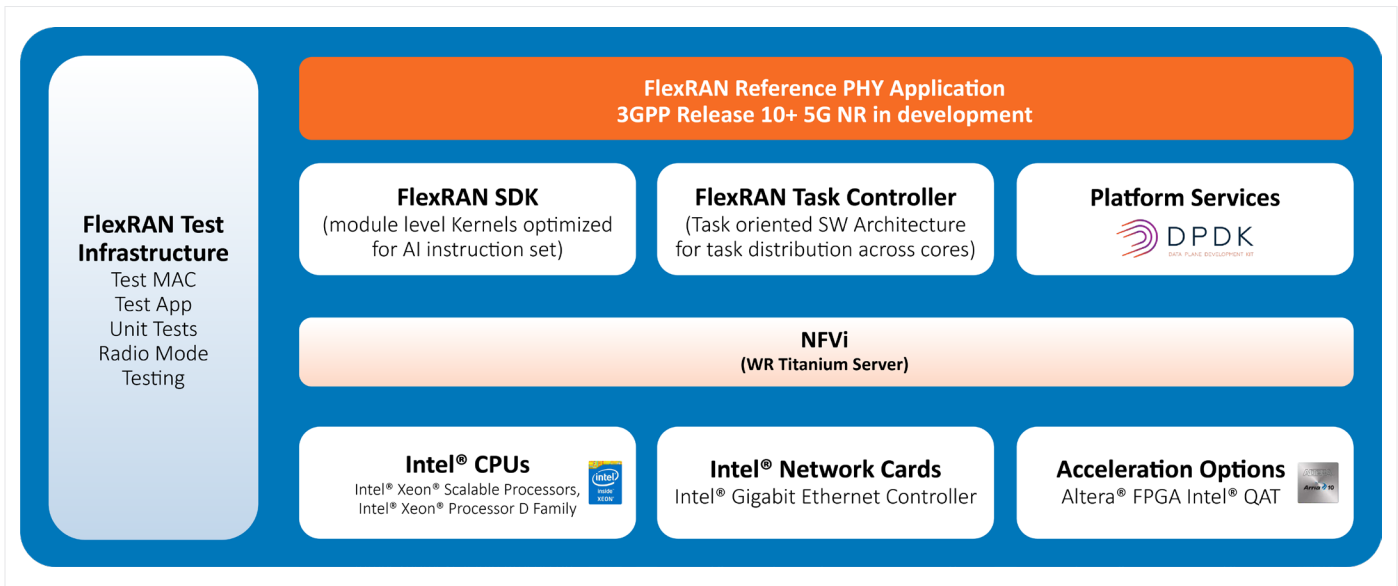 FlexRAN Test
Infrastructure
Test MAC
Test App
Unit Tests
Radio Mode
Testing
FlexRAN Reference PHY Application
3GPP Release 10+ 5G NR in development
FlexRAN SDK
(module level Kernels optimized
for AI instruction set)
FlexRAN Task Controller
(Task oriented SW Architecture
for task distribution across cores)
Platform Services
DPDK
DATA PLANE DEVELOPMENT KIT
NFVi
(WR Titanium Server)
Intel® CPUs
Intel® Xeon® Scalable Processors,
Intel® Xeon® Processor D Family
intel
inside
XEON
Intel® Network Cards
Intel® Gigabit Ethernet Controller
Acceleration Options
Altera® FPGA Intel® QAT
Arria 10